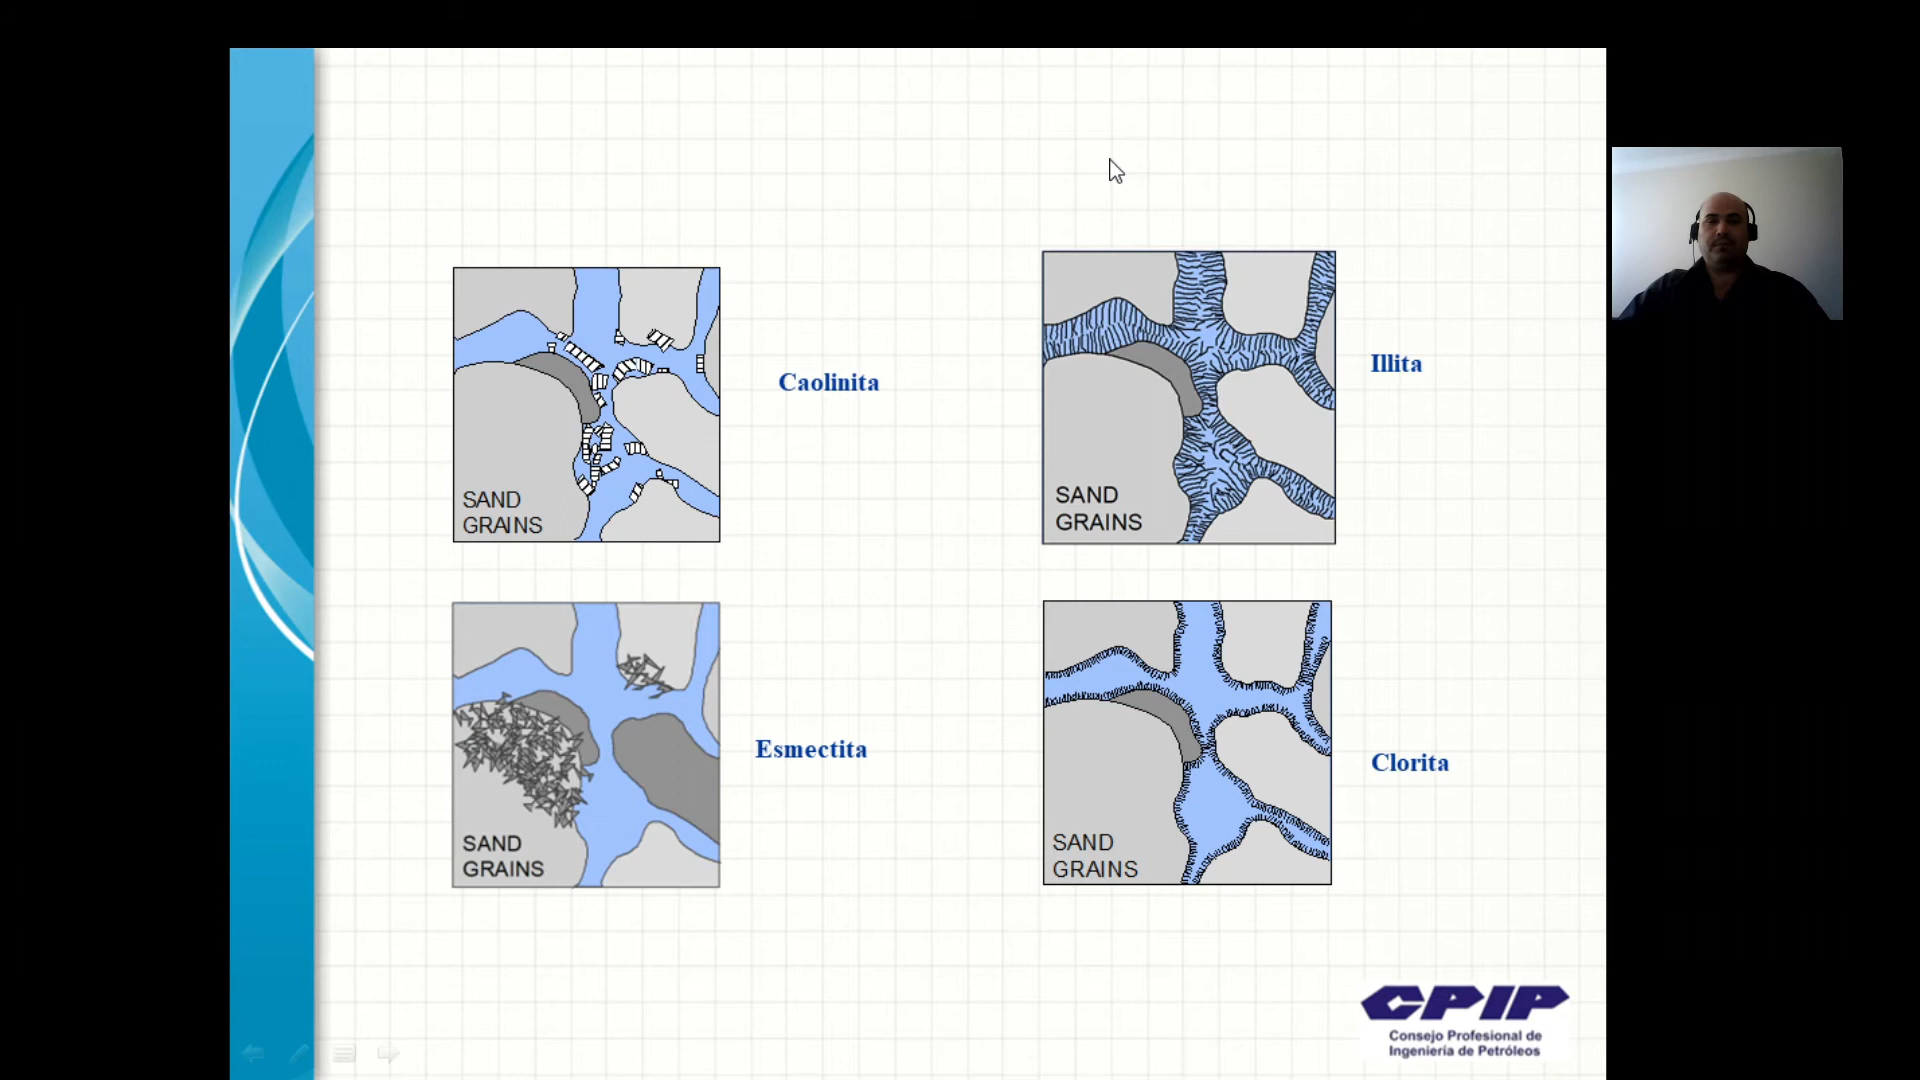 Caolinita
SAND
GRAINS
Illita
SAND
GRAINS
Esmectita
SAND
GRAINS
Clorita
SAND
GRAINS
CPIP
Consejo Profesional de
Ingeniería de Petróleos